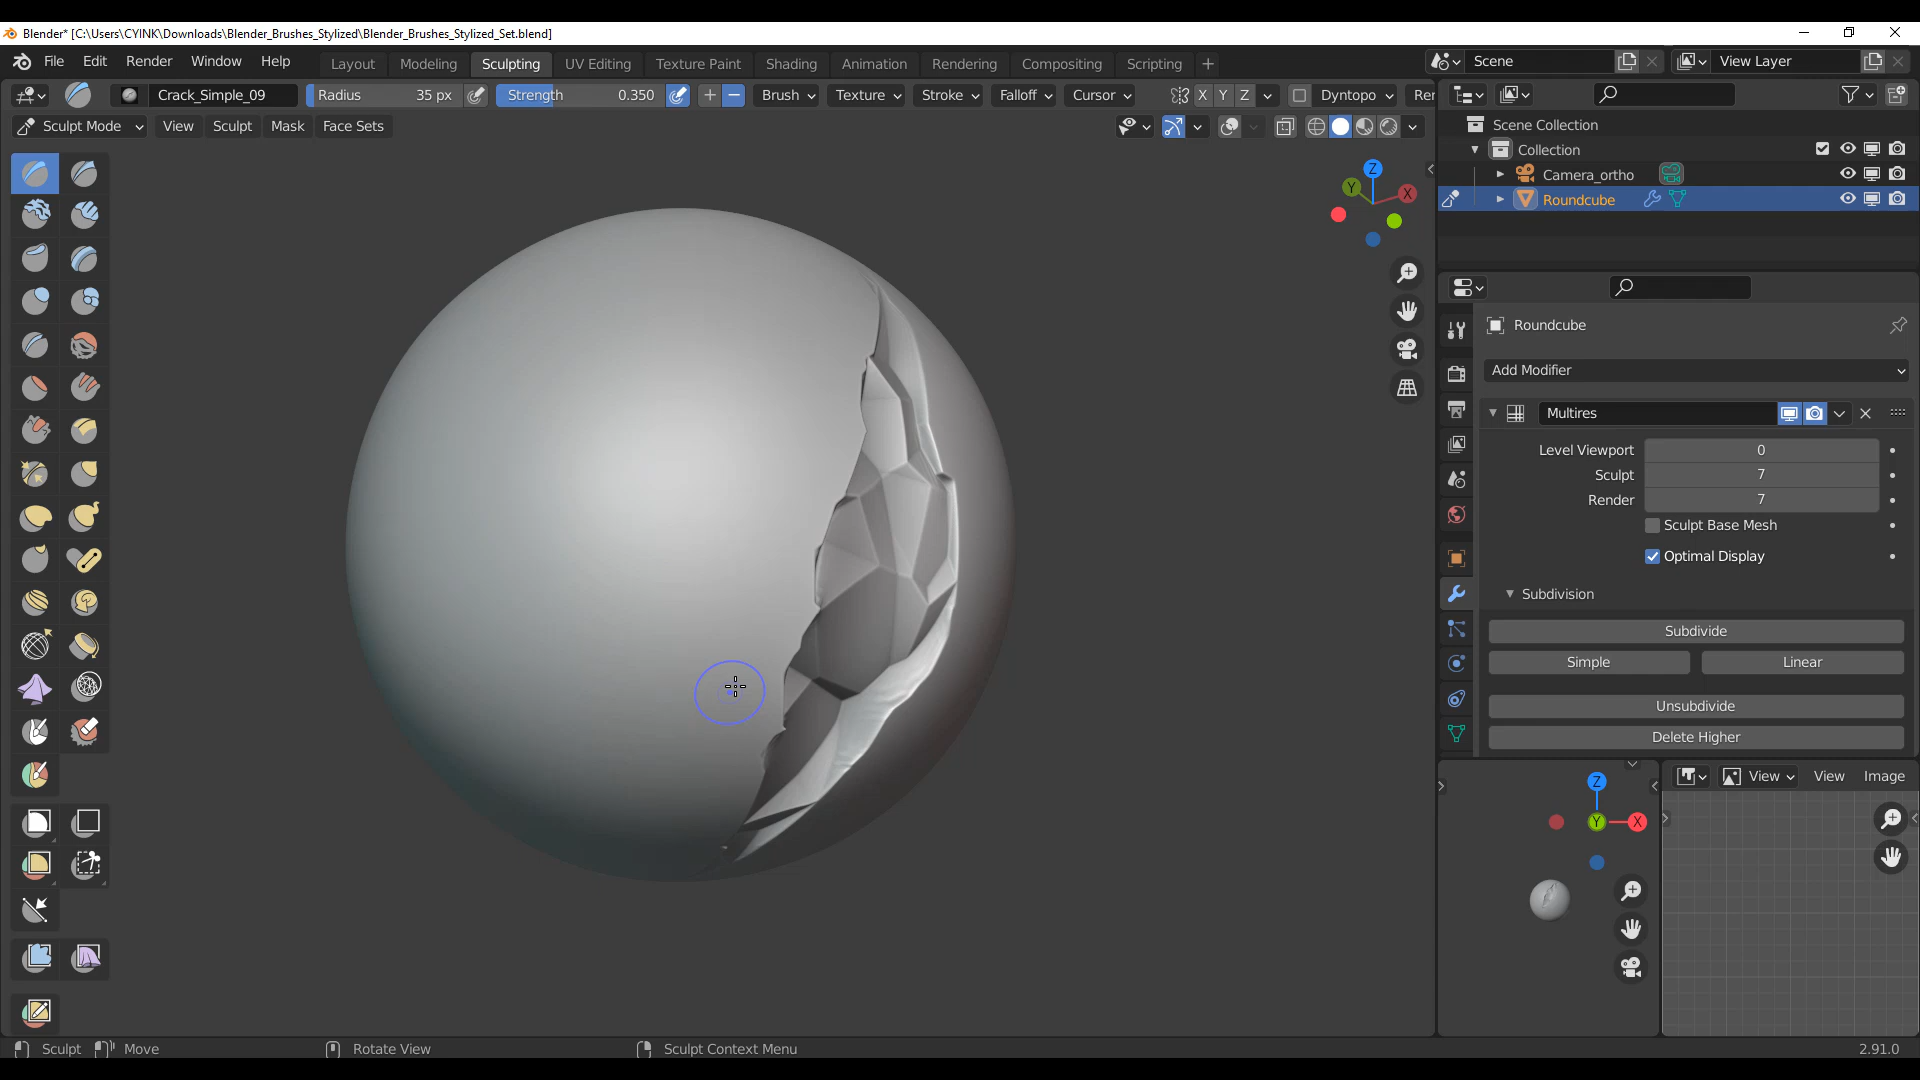 Blender* [C:\Users\CYINK\Downloads\Blender_Brushes_Stylized\Blender_Brushes_Stylized_Set.blend]
File Edit Render Window Help Layout Modeling Sculpting UV Editing Texture Paint Shading Animation Rendering Compositing Scripting + Scene View Layer
Crack_Simple_09 Radius 35 px Strength 0.350 Brush Texture Stroke Falloff Cursor X Y Z Dyntopo Re
Sculpt Mode View Sculpt Mask Face Sets
Scene Collection
Collection
Camera_ortho
Roundcube
Z
Y X
Roundcube
Add Modifier
Multires
Level Viewport 0
Sculpt 7
Render 7
Sculpt Base Mesh
Optimal Display
Subdivision
Subdivide
Simple Linear
Unsubdivide
Delete Higher
View View Image
Z
Y X
Sculpt Move Rotate View Sculpt Context Menu 2.91.0